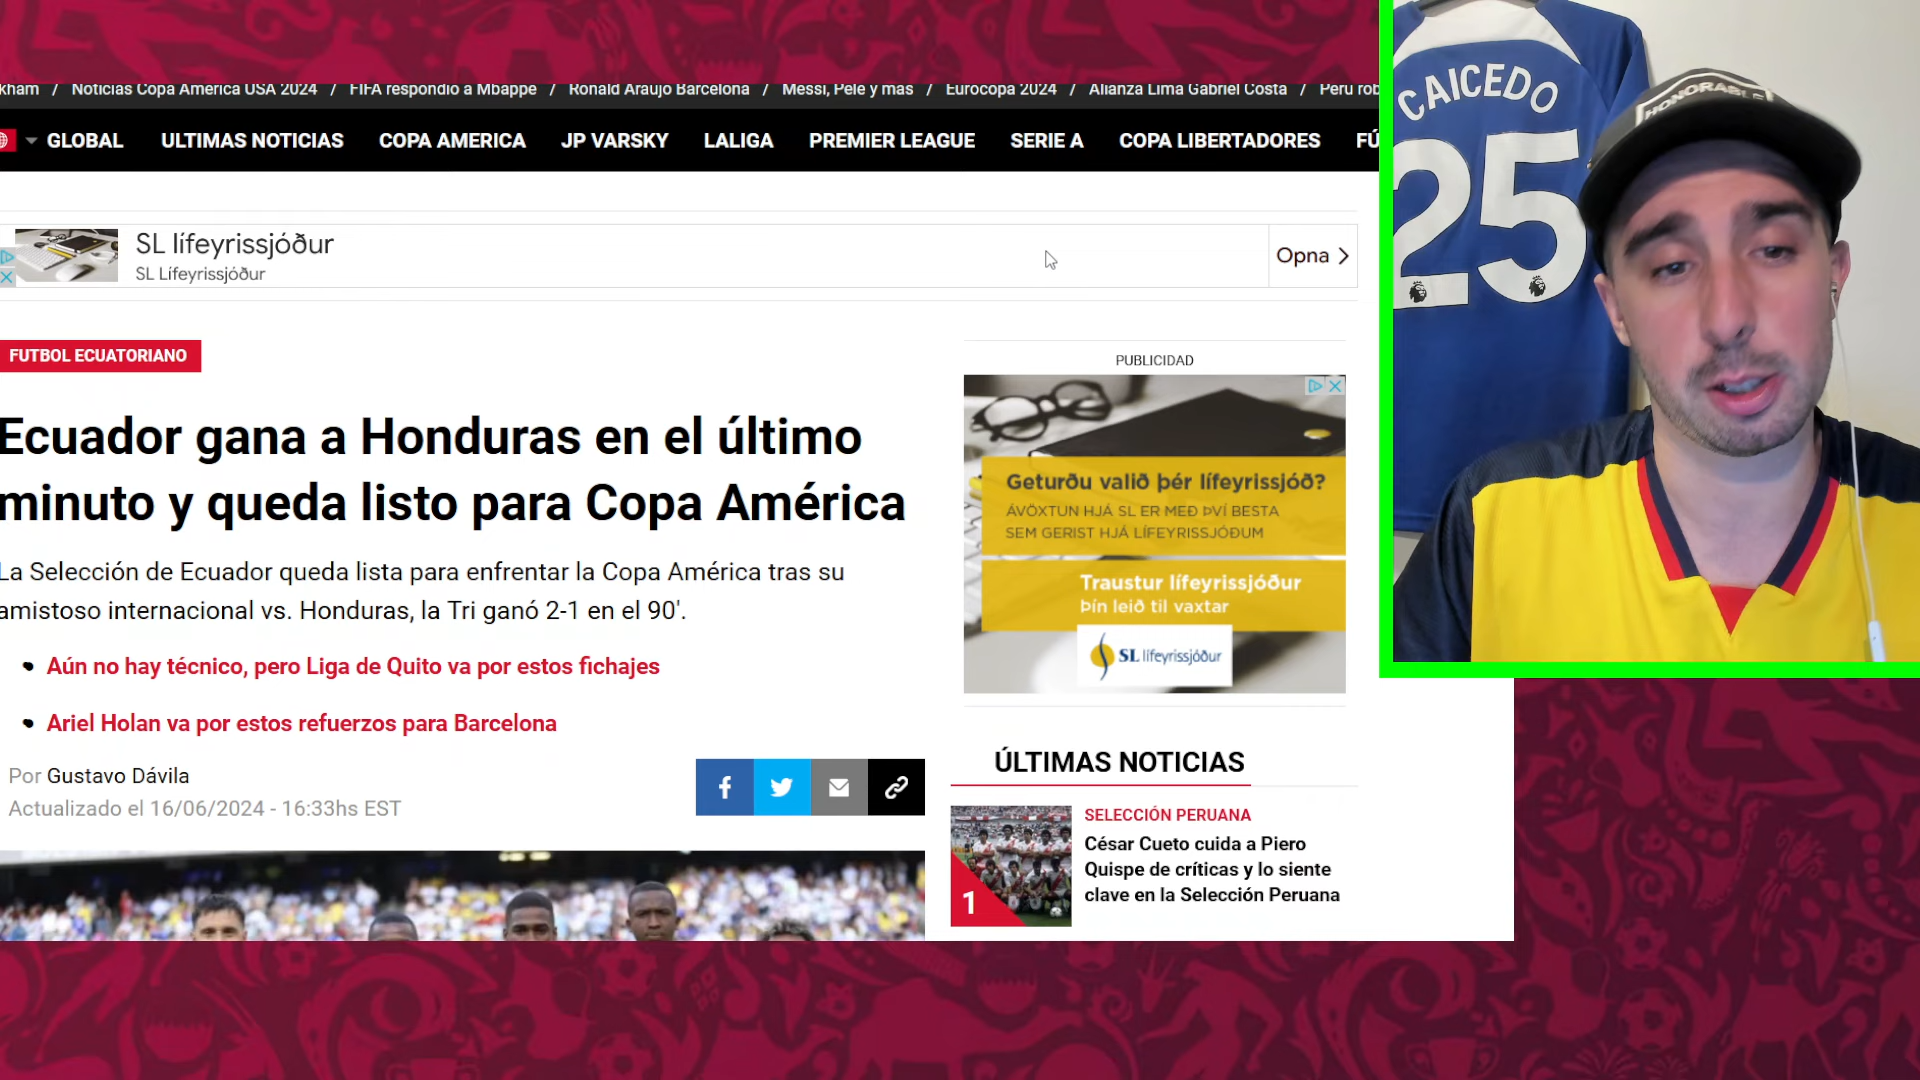 kham / Noticias Copa America USA 2024 / FIFA respondio a Mbappe / Ronald Araujo Barcelona / Messi, Pele y mas / Eurocopa 2024 / Alianza Lima Gabriel Costa / Peru rob
GLOBAL ULTIMAS NOTICIAS COPA AMERICA JP VARSKY LALIGA PREMIER LEAGUE SERIE A COPA LIBERTADORES FÚ
SL lífeyrissjóður
SL Lífeyrissjóður
Opna
FUTBOL ECUATORIANO
Ecuador gana a Honduras en el último
minuto y queda listo para Copa América
La Selección de Ecuador queda lista para enfrentar la Copa América tras su
amistoso internacional vs. Honduras, la Tri ganó 2-1 en el 90'.
Aún no hay técnico, pero Liga de Quito va por estos fichajes
Ariel Holan va por estos refuerzos para Barcelona
Por Gustavo Dávila
Actualizado el 16/06/2024 - 16:33hs EST
PUBLICIDAD
Geturðu valið þér lífeyrissjóð?
ÁVÖXTUN HJÁ SL ER MEÐ ÞVÍ BESTA
SEM GERIST HJÁ LÍFEYRISSJÓÐUM
Traustur lífeyrissjóður
Þín leið til vaxtar
SL lífeyrissjóður
ÚLTIMAS NOTICIAS
1
SELECCIÓN PERUANA
César Cueto cuida a Piero
Quispe de críticas y lo siente
clave en la Selección Peruana
CAICEDO
25
HONORABLE